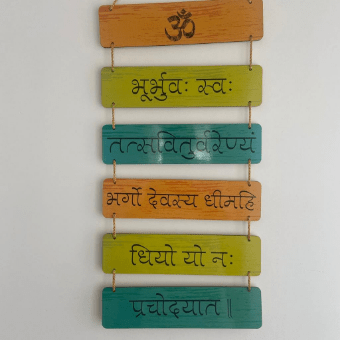 ॐ
भूर्भुवः स्वः
तत्सवितुर्वरेण्यं
भर्गो देवस्य धीमहि
धियो यो नः
प्रचोदयात॥